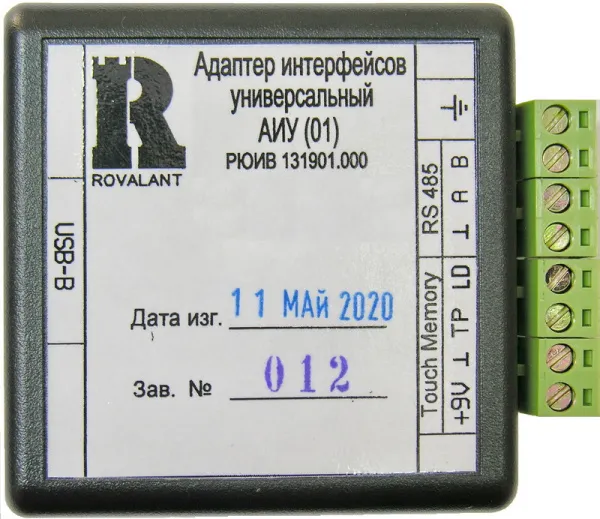 ROVALANT
Адаптер интерфейсов
универсальный
АИУ (01)
РЮИВ 131901.000
Дата изг. 11 МАЙ 2020
Зав. № 012
USB-B
RS 485
⊥ A B
Touch Memory
+9V ⊥ TP LD